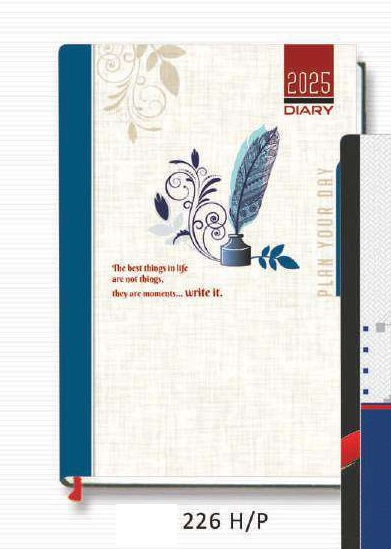 2025
DIARY
PLAN YOUR DAY
The best things in life
are not things,
they are moments... write it.
226 H/P